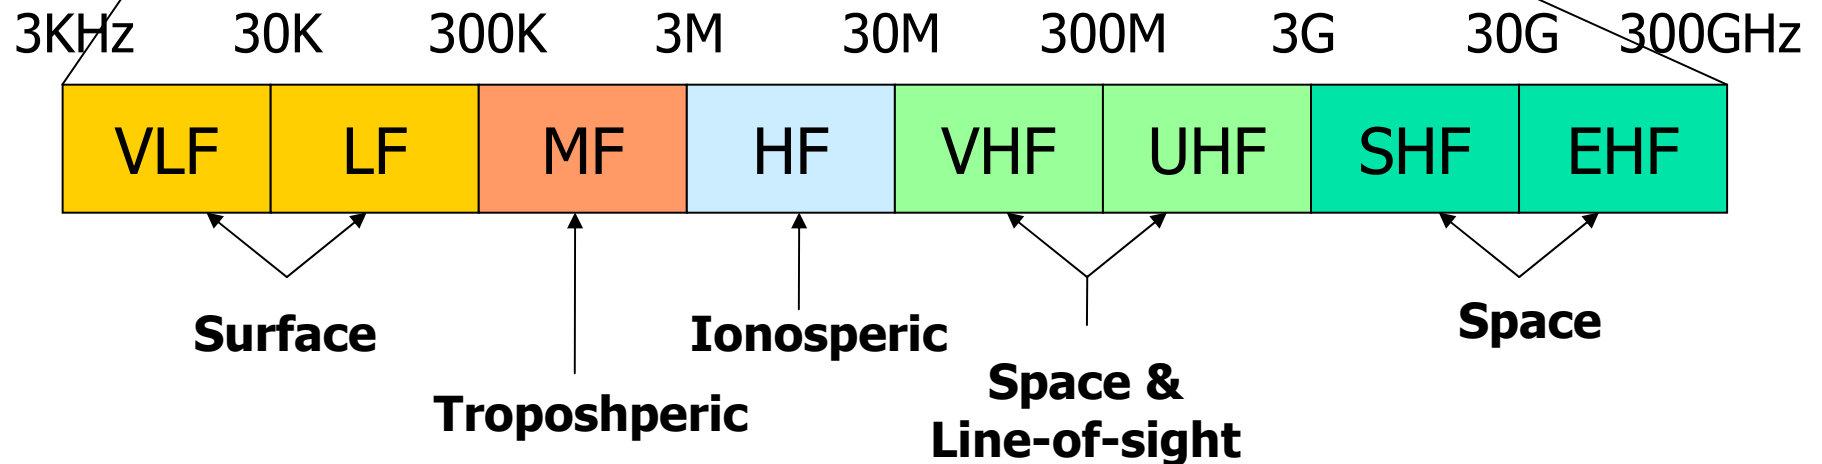 3KHz 30K 300K 3M 30M 300M 3G 30G 300GHz
VLF LF MF HF VHF UHF SHF EHF
Surface
Troposhperic
Ionosperic
Space &
Line-of-sight
Space